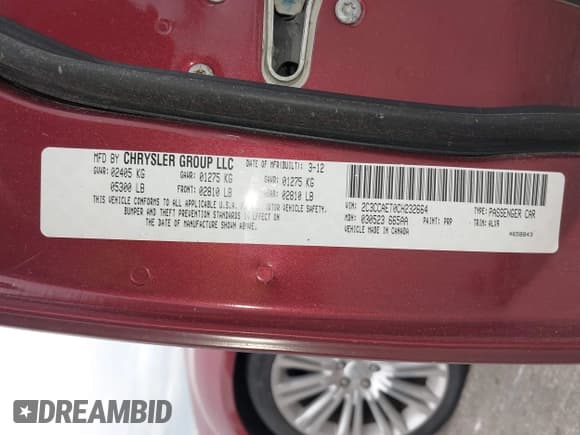 MFD BY CHRYSLER GROUP LLC DATE OF MFR(BUILT): 3-12
GVWR: 02405 KG GAWR: 01275 KG GAWR: 01275 KG
05300 LB FRONT: 02810 LB REAR: 02810 LB
THIS VEHICLE CONFORMS TO ALL APPLICABLE U.S.A. MOTOR VEHICLE SAFETY,
BUMPER AND THEFT PREVENTION STANDARDS IN EFFECT ON
THE DATE OF MANUFACTURE SHOWN ABOVE.
VIN: 2C3CCAET0CH232664 TYPE: PASSENGER CAR
MDH: 030523 665AA PAINT: PRP TRIM: ALX9
VEHICLE MADE IN CANADA
DREAMBID